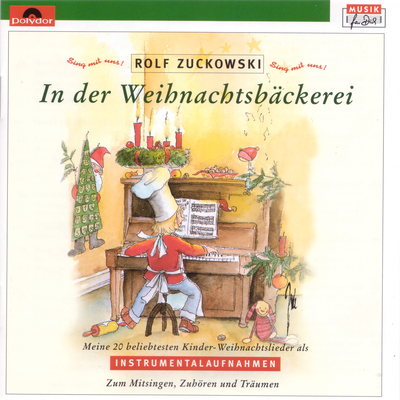 Polydor
MUSIK
für Dich
Sing mit uns!
ROLF ZUCKOWSKI
Sing mit uns!
In der Weihnachtsbäckerei
Meine 20 beliebtesten Kinder-Weihnachtslieder als
INSTRUMENTALAUFNAHMEN
Zum Mitsingen, Zuhören und Träumen